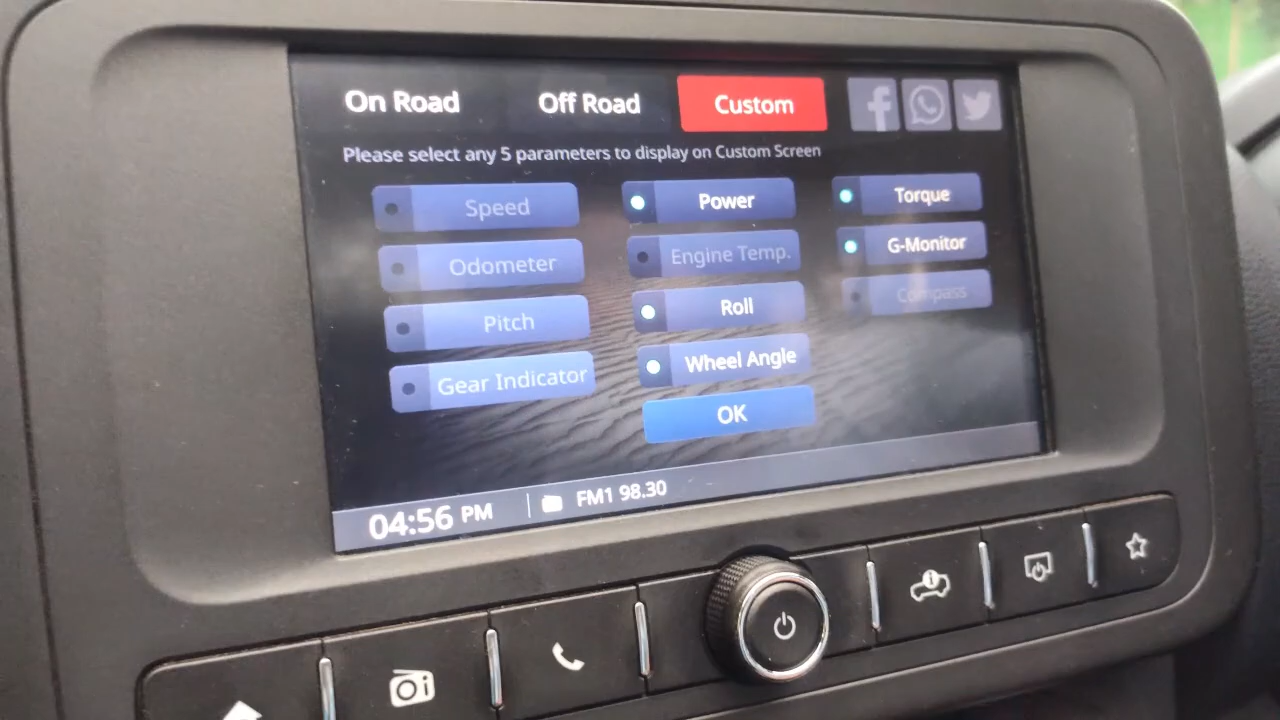 On Road Off Road Custom
Please select any 5 parameters to display on Custom Screen
Speed Power Torque
Odometer Engine Temp. G-Monitor
Pitch Roll Compass
Gear Indicator Wheel Angle
OK
04:56 PM FM1 98.30